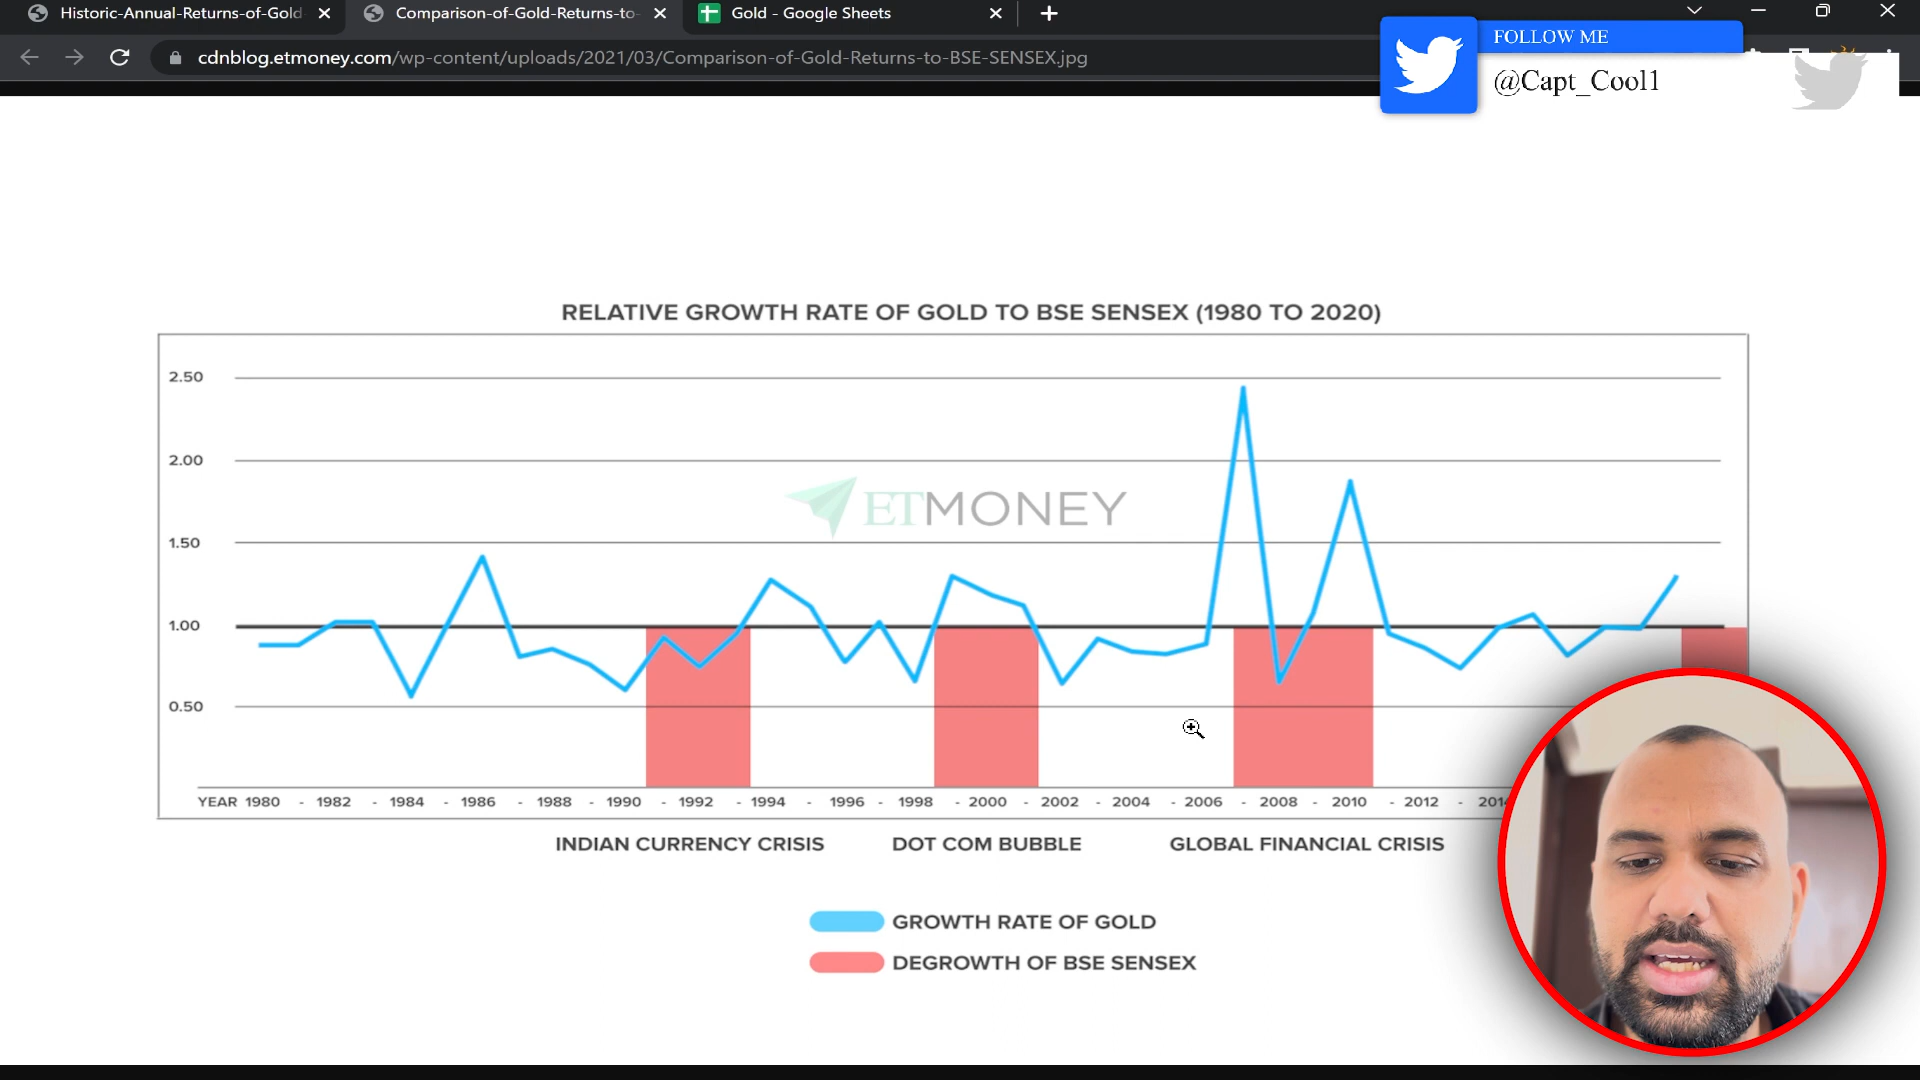 Historic-Annual-Returns-of-Gold
Comparison-of-Gold-Returns-to-
Gold - Google Sheets
cdnblog.etmoney.com/wp-content/uploads/2021/03/Comparison-of-Gold-Returns-to-BSE-SENSEX.jpg
FOLLOW ME
@Capt_Cool1
RELATIVE GROWTH RATE OF GOLD TO BSE SENSEX (1980 TO 2020)
2.50
2.00
ETMONEY
1.50
1.00
0.50
YEAR 1980 - 1982 - 1984 - 1986 - 1988 - 1990 - 1992 - 1994 - 1996 - 1998 - 2000 - 2002 - 2004 - 2006 - 2008 - 2010 - 2012 - 201
INDIAN CURRENCY CRISIS DOT COM BUBBLE GLOBAL FINANCIAL CRISIS
GROWTH RATE OF GOLD
DEGROWTH OF BSE SENSEX